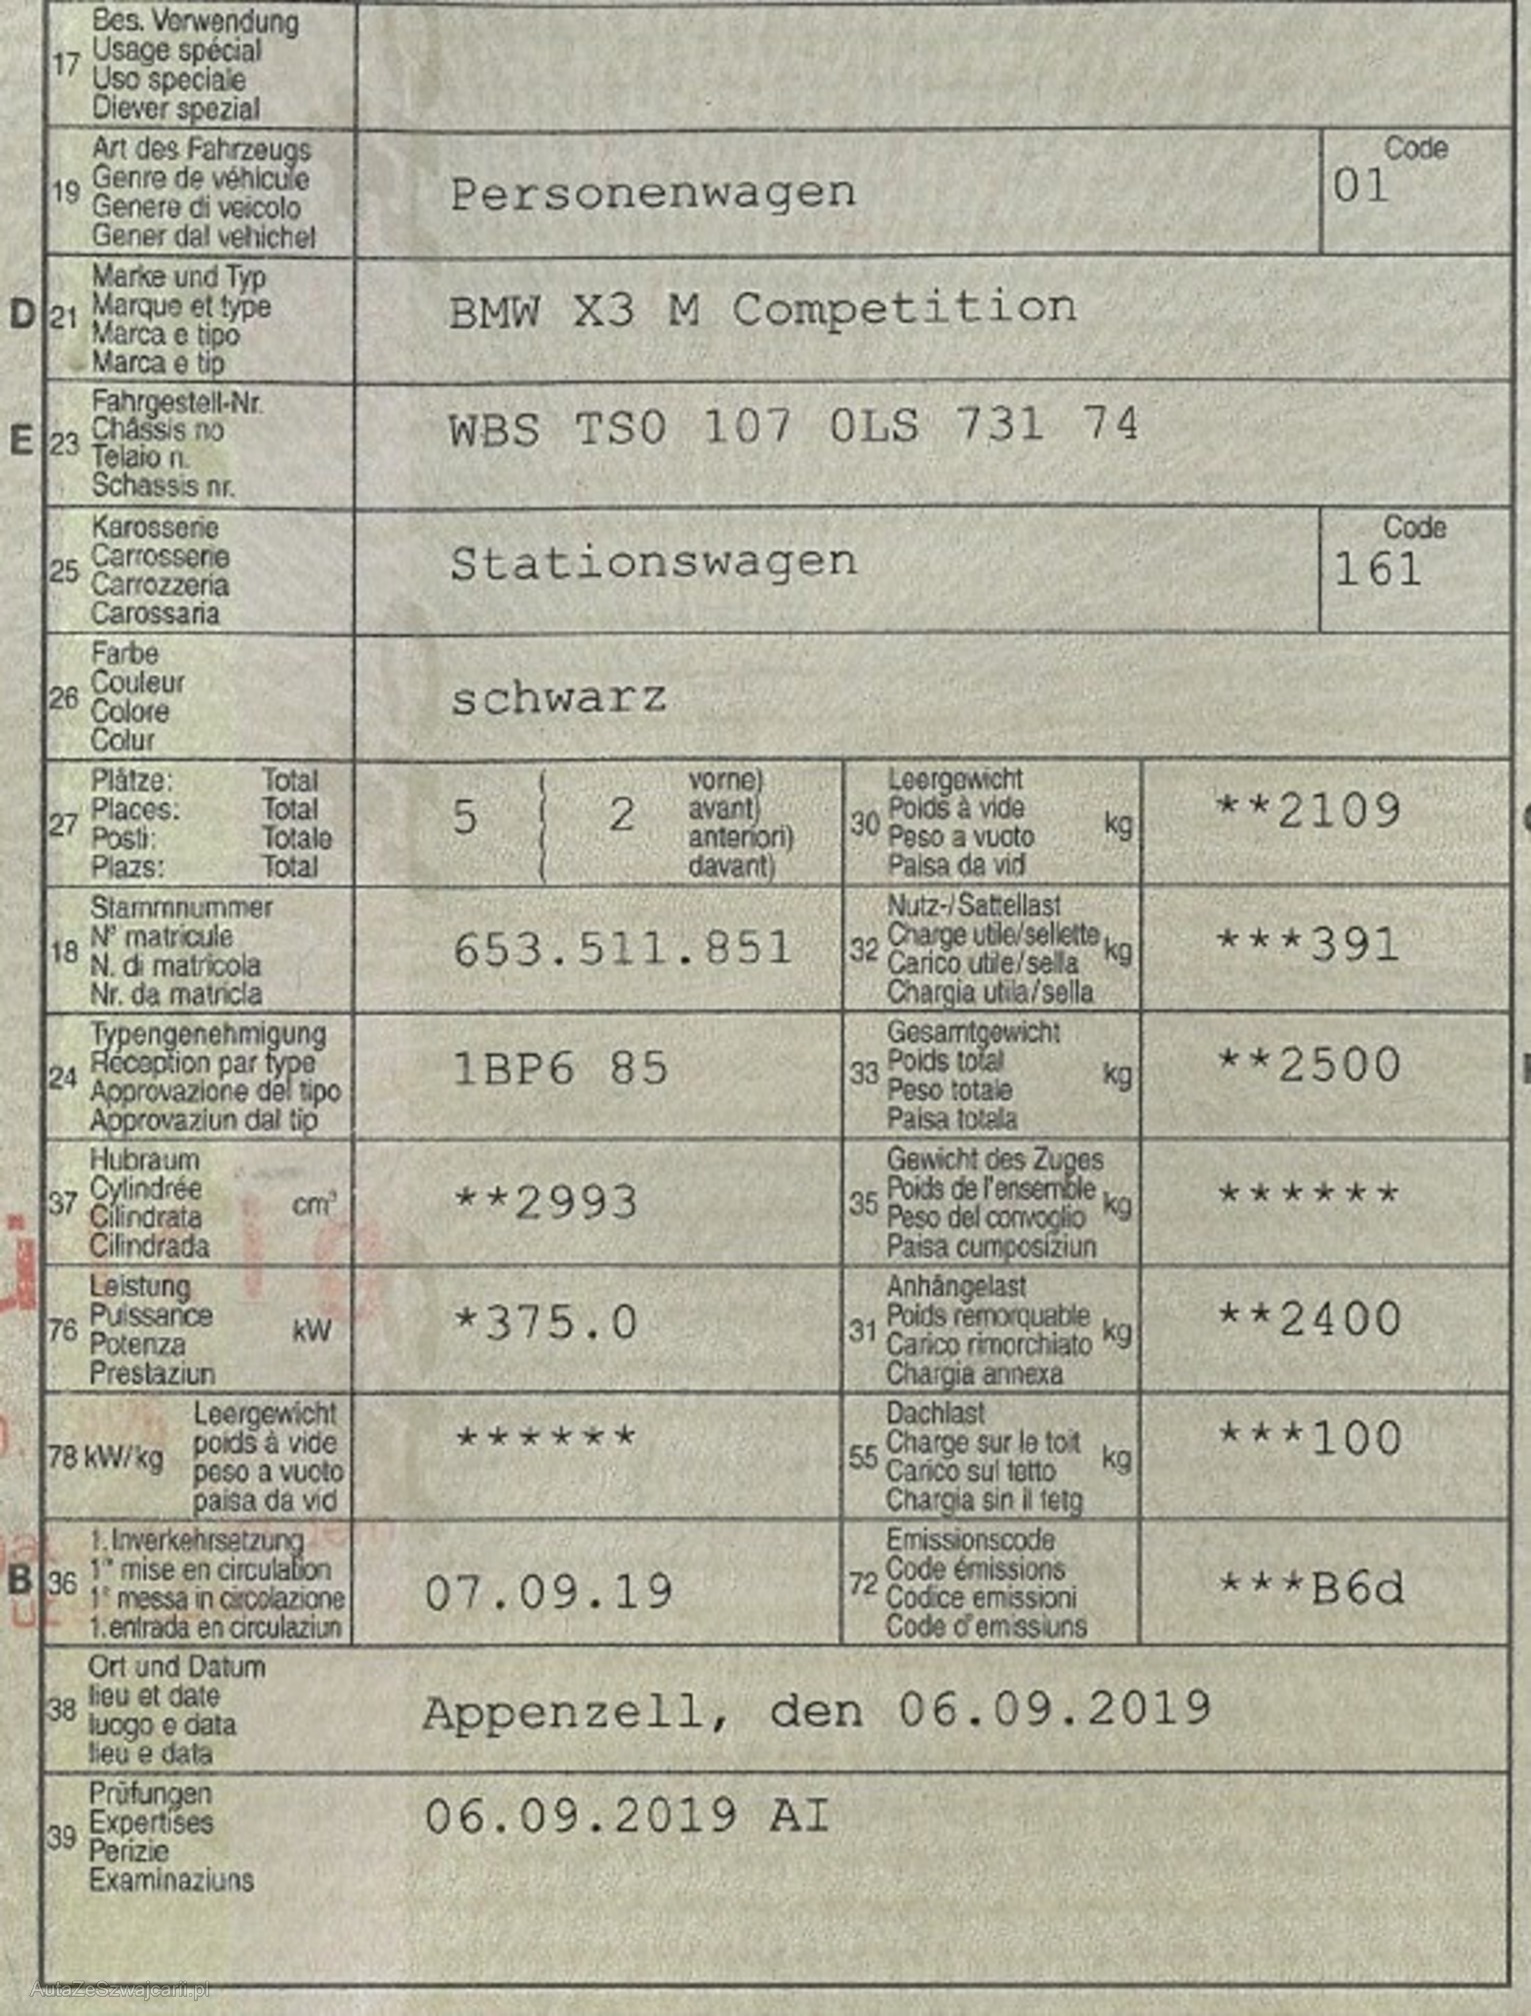 Bes. Verwendung
17 Usage spécial
Uso speciale
Diever spezial
Art des Fahrzeugs
19 Genre de véhicule
Genere di veicolo
Gener dal vehichel
Personenwagen
Code
01
Marke und Typ
D 21 Marque et type
Marca e tipo
Marca e tip
BMW X3 M Competition
Fahrgestell-Nr.
E 23 Châssis no
Telaio n.
Schassis nr.
WBS TS0 107 0LS 731 74
Karosserie
25 Carrosserie
Carrozzeria
Carossaria
Stationswagen
Code
161
Farbe
26 Couleur
Colore
Colur
schwarz
Plätze: Total
27 Places: Total
Posti: Totale
Plazs: Total
5 ( 2 vorne)
( avant)
( anteriori)
( davant)
Leergewicht
30 Poids à vide
Peso a vuoto kg
Paisa da vid
**2109
Stammnummer
18 N° matricule
N. di matricola
Nr. da matricla
653.511.851
Nutz-/Sattellast
32 Charge utile/sellette kg
Carico utile/sella
Chargia utila/sella
***391
Typengenehmigung
24 Réception par type
Approvazione del tipo
Approvaziun dal tip
1BP6 85
Gesamtgewicht
33 Poids total kg
Peso totale
Paisa totala
**2500
Hubraum
37 Cylindrée cm³
Cilindrata
Cilindrada
**2993
Gewicht des Zuges
35 Poids de l'ensemble kg
Peso del convoglio
Paisa cumposiziun
******
Leistung
76 Puissance kW
Potenza
Prestaziun
*375.0
Anhängelast
31 Poids remorquable kg
Carico rimorchiato
Chargia annexa
**2400
Leergewicht
78 kW/kg poids à vide
peso a vuoto
paisa da vid
******
Dachlast
55 Charge sur le toit kg
Carico sul tetto
Chargia sin il tetg
***100
1. Inverkehrsetzung
B 36 1re mise en circulation
1a messa in circolazione
1. entrada en circulaziun
07.09.19
Emissionscode
72 Code émissions
Codice emissioni
Code d'emissiuns
***B6d
Ort und Datum
38 lieu et date
luogo e data
lieu e data
Appenzell, den 06.09.2019
Prüfungen
39 Expertises
Perizie
Examinaziuns
06.09.2019 AI
AutaZeSzwajcarii.pl